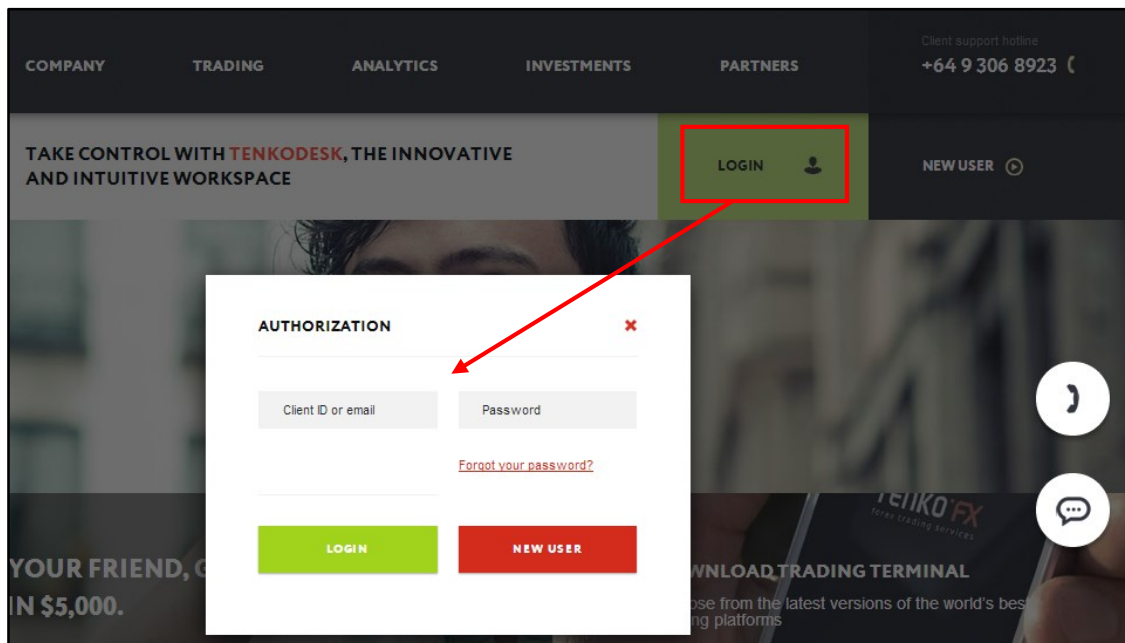 Client support hotline
COMPANY TRADING ANALYTICS INVESTMENTS PARTNERS +64 9 306 8923
TAKE CONTROL WITH TENKODESK, THE INNOVATIVE
AND INTUITIVE WORKSPACE
LOGIN
NEW USER
AUTHORIZATION
Client ID or email
Password
Forgot your password?
LOGIN
NEW USER
TENKO FX
forex trading services
YOUR FRIEND, G
IN $5,000.
WNLOAD TRADING TERMINAL
ose from the latest versions of the world's bes
ng platforms